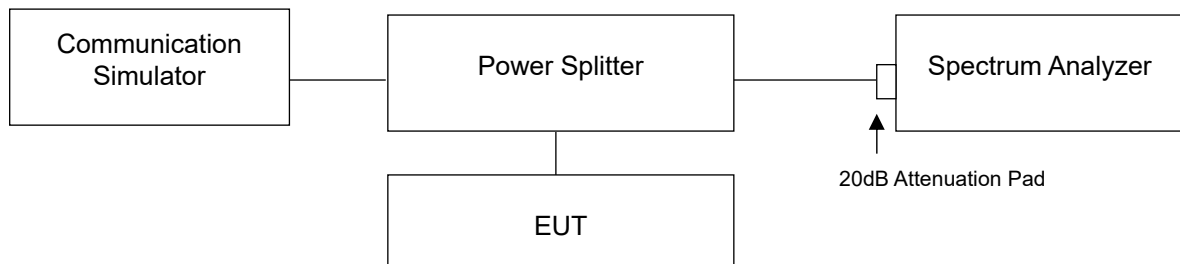 Communication
Simulator
Power Splitter
Spectrum Analyzer
20dB Attenuation Pad
EUT